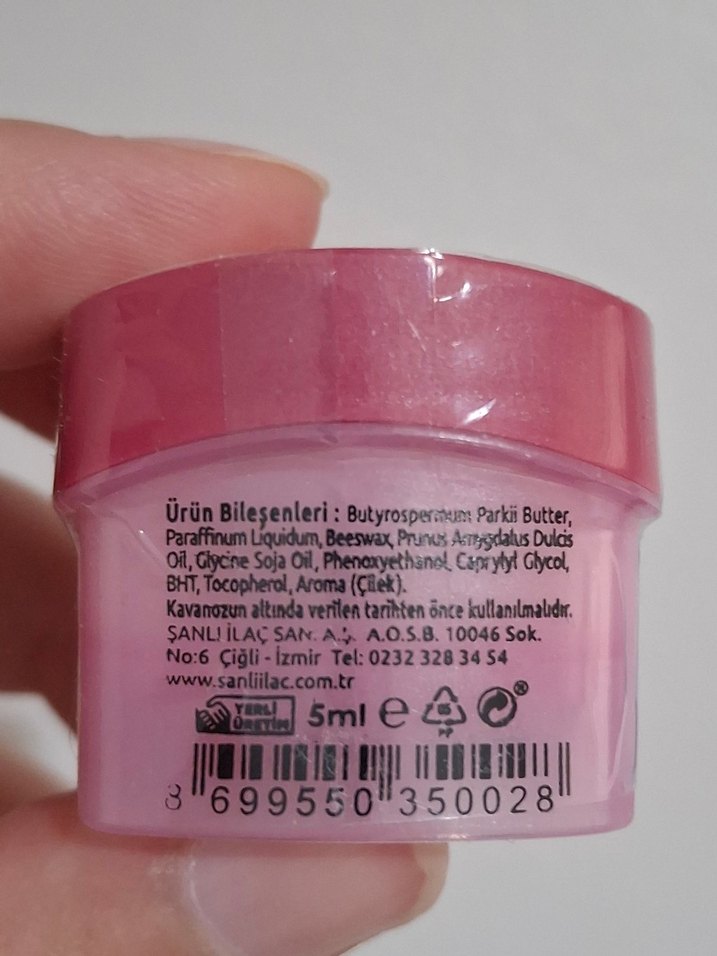 Ürün Bileşenleri : Butyrospermum Parkii Butter,
Paraffinum Liquidum, Beeswax, Prunus Amygdalus Dulcis
Oil, Glycine Soja Oil, Phenoxyethanol, Caprylyl Glycol,
BHT, Tocopherol, Aroma (Çilek).
Kavanozun altında verilen tarihten önce kullanılmalıdır.
ŞANLI İLAÇ SAN. A.Ş. A.O.S.B. 10046 Sok.
No:6 Çiğli - İzmir Tel: 0232 328 34 54
www.sanliilac.com.tr
YERLİ
ÜRETİM
5ml ℮ 05 ®
PP
8 699550 350028